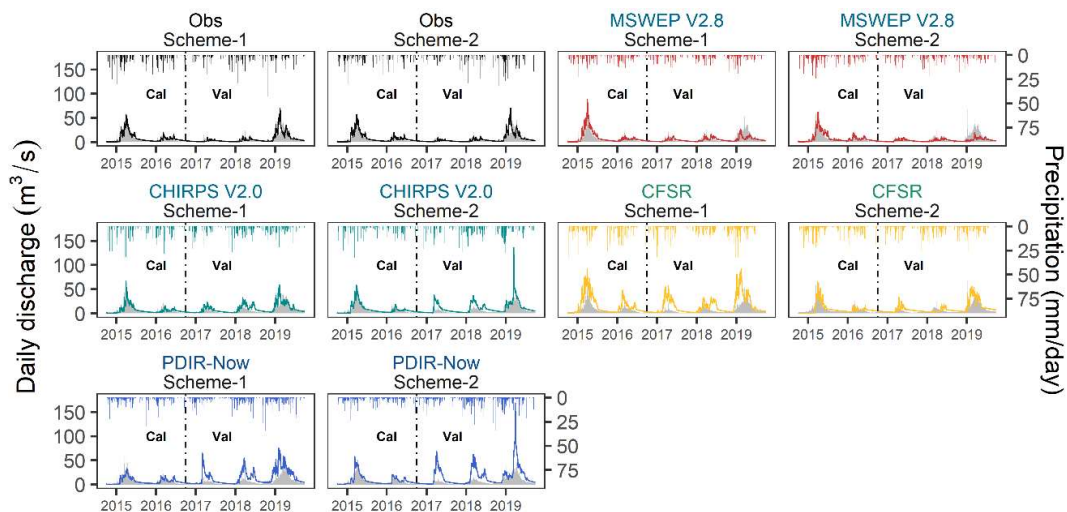 Obs
Scheme-1
Obs
Scheme-2
MSWEP V2.8
Scheme-1
MSWEP V2.8
Scheme-2
150
100
50
0
Cal
Val
Cal
Val
Cal
Val
Cal
Val
0
25
50
75
2015 2016 2017 2018 2019
2015 2016 2017 2018 2019
2015 2016 2017 2018 2019
2015 2016 2017 2018 2019
Daily discharge (m³/s)
Precipitation (mm/day)
CHIRPS V2.0
Scheme-1
CHIRPS V2.0
Scheme-2
CFSR
Scheme-1
CFSR
Scheme-2
150
100
50
0
Cal
Val
Cal
Val
Cal
Val
Cal
Val
0
25
50
75
2015 2016 2017 2018 2019
2015 2016 2017 2018 2019
2015 2016 2017 2018 2019
2015 2016 2017 2018 2019
PDIR-Now
Scheme-1
PDIR-Now
Scheme-2
150
100
50
0
Cal
Val
Cal
Val
0
25
50
75
2015 2016 2017 2018 2019
2015 2016 2017 2018 2019